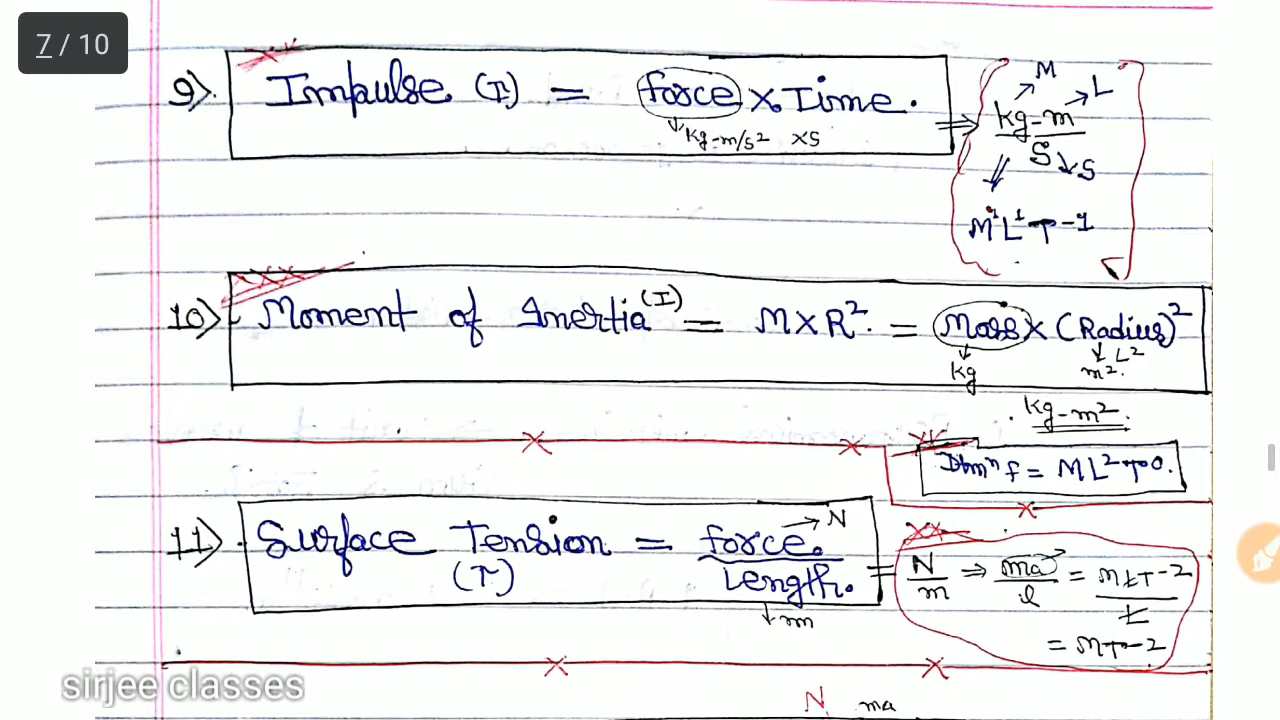 7 / 10
9) Impulse (I) = force × Time.
kg-m/s² ×s
⇒ kg-m/s
M
L
s
M¹L¹T-1
10) Moment of Inertia (I) = M×R². = Mass × (Radius)²
kg
m².
L²
kg-m².
Dimⁿ f = ML²T0.
11) Surface Tension (T) = force. / Length.
→ N
↓ m
= N/m ⇒ ma/l = MLT-2/L
= MT-2
sirjee classes
N ma